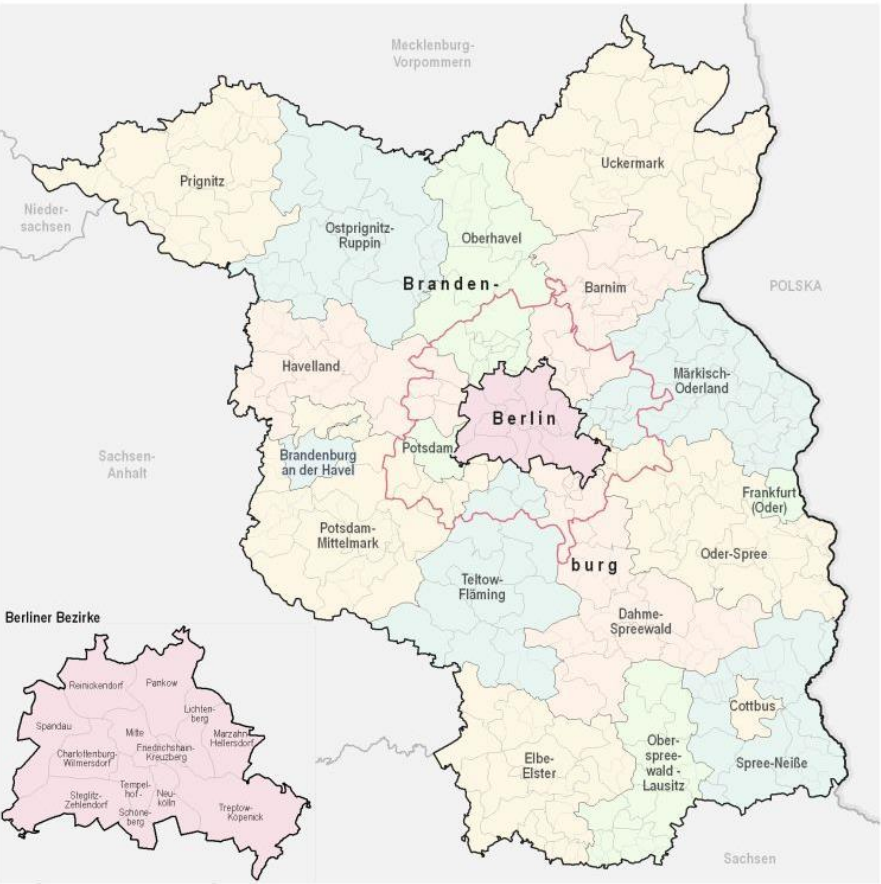 Mecklenburg-
Vorpommern
Uckermark
Prignitz
Nieder-
sachsen
Ostprignitz-
Ruppin
Oberhavel
Branden-
Barnim
POLSKA
Havelland
Märkisch-
Oderland
Berlin
Sachsen-
Anhalt
Brandenburg
an der Havel
Potsdam
Frankfurt
(Oder)
Potsdam-
Mittelmark
Oder-Spree
burg
Teltow-
Fläming
Dahme-
Spreewald
Cottbus
Ober-
spree-
wald -
Lausitz
Spree-Neiße
Elbe-
Elster
Sachsen
Berliner Bezirke
Reinickendorf
Pankow
Lichten-
berg
Spandau
Mitte
Marzahn-
Hellersdorf
Charlottenburg-
Wilmersdorf
Friedrichshain-
Kreuzberg
Steglitz-
Zehlendorf
Tempel-
hof-
Schöne-
berg
Neu-
kölln
Treptow-
Köpenick